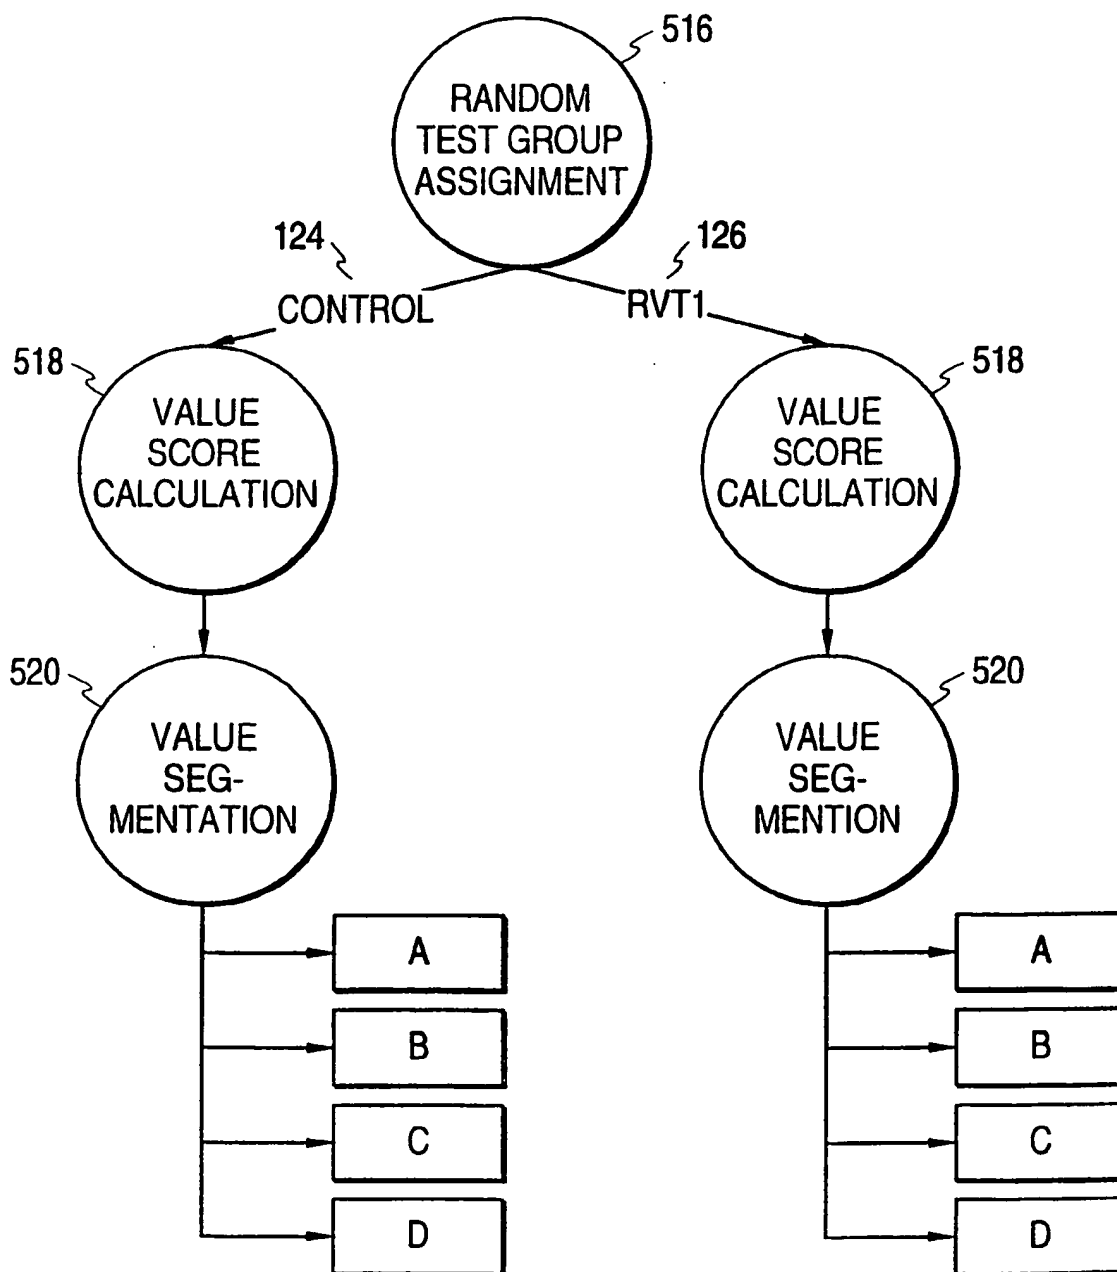 516
RANDOM
TEST GROUP
ASSIGNMENT
124
126
CONTROL
RVT1
518
VALUE
SCORE
CALCULATION
518
VALUE
SCORE
CALCULATION
520
VALUE
SEG-
MENTATION
520
VALUE
SEG-
MENTION
A
B
C
D
A
B
C
D